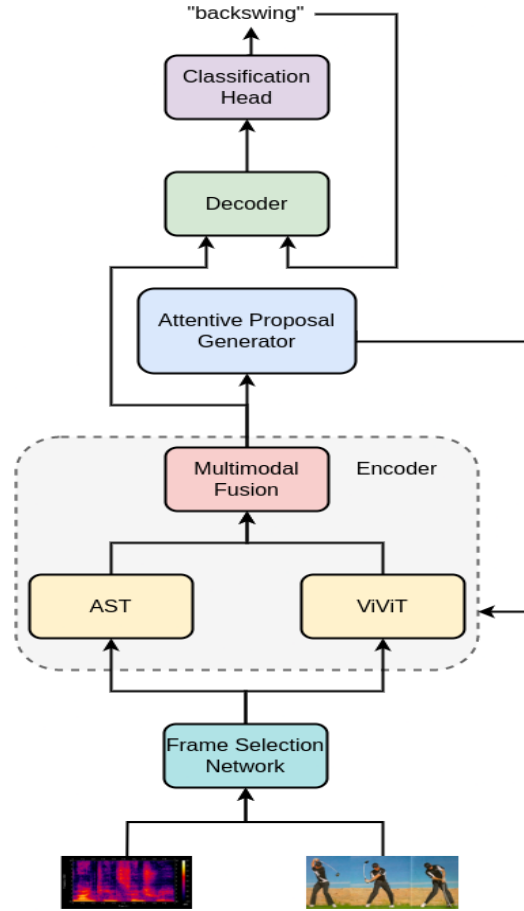 "backswing"
Classification
Head
Decoder
Attentive Proposal
Generator
Multimodal
Fusion
Encoder
AST
ViViT
Frame Selection
Network